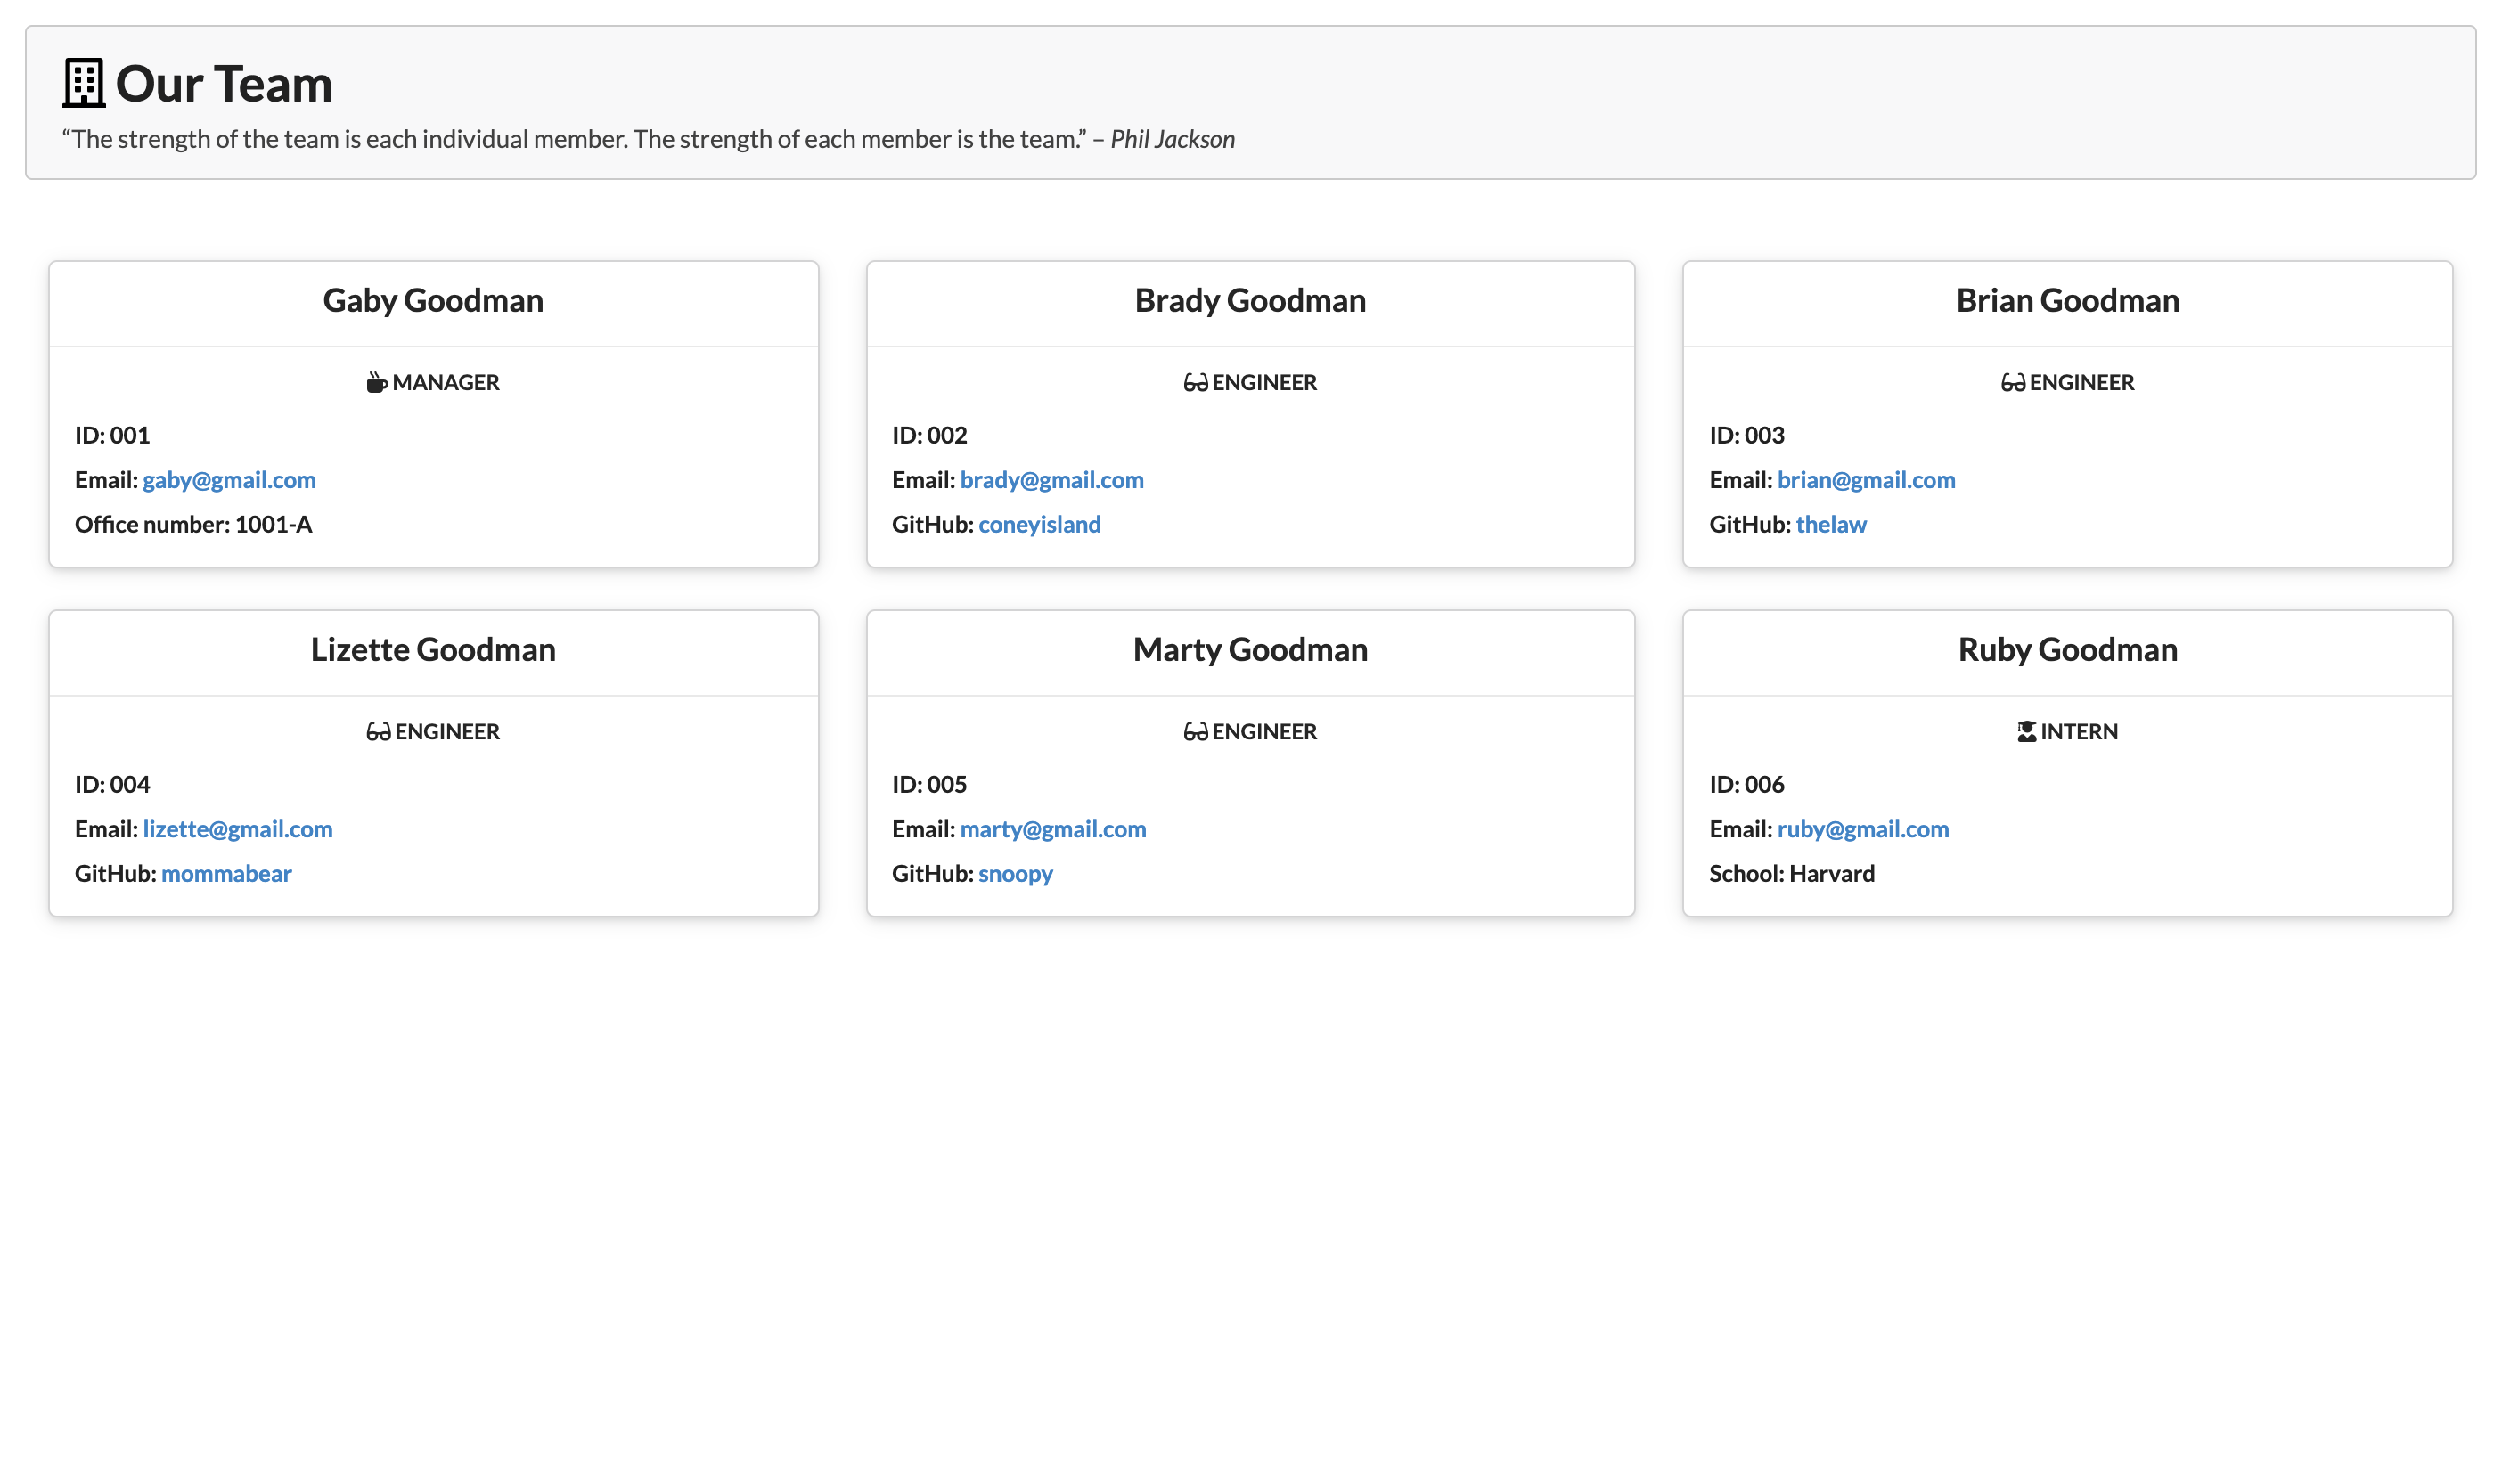 Our Team
“The strength of the team is each individual member. The strength of each member is the team.” – Phil Jackson
Gaby Goodman
MANAGER
ID: 001
Email: gaby@gmail.com
Office number: 1001-A
Brady Goodman
ENGINEER
ID: 002
Email: brady@gmail.com
GitHub: coneyisland
Brian Goodman
ENGINEER
ID: 003
Email: brian@gmail.com
GitHub: thelaw
Lizette Goodman
ENGINEER
ID: 004
Email: lizette@gmail.com
GitHub: mommabear
Marty Goodman
ENGINEER
ID: 005
Email: marty@gmail.com
GitHub: snoopy
Ruby Goodman
INTERN
ID: 006
Email: ruby@gmail.com
School: Harvard